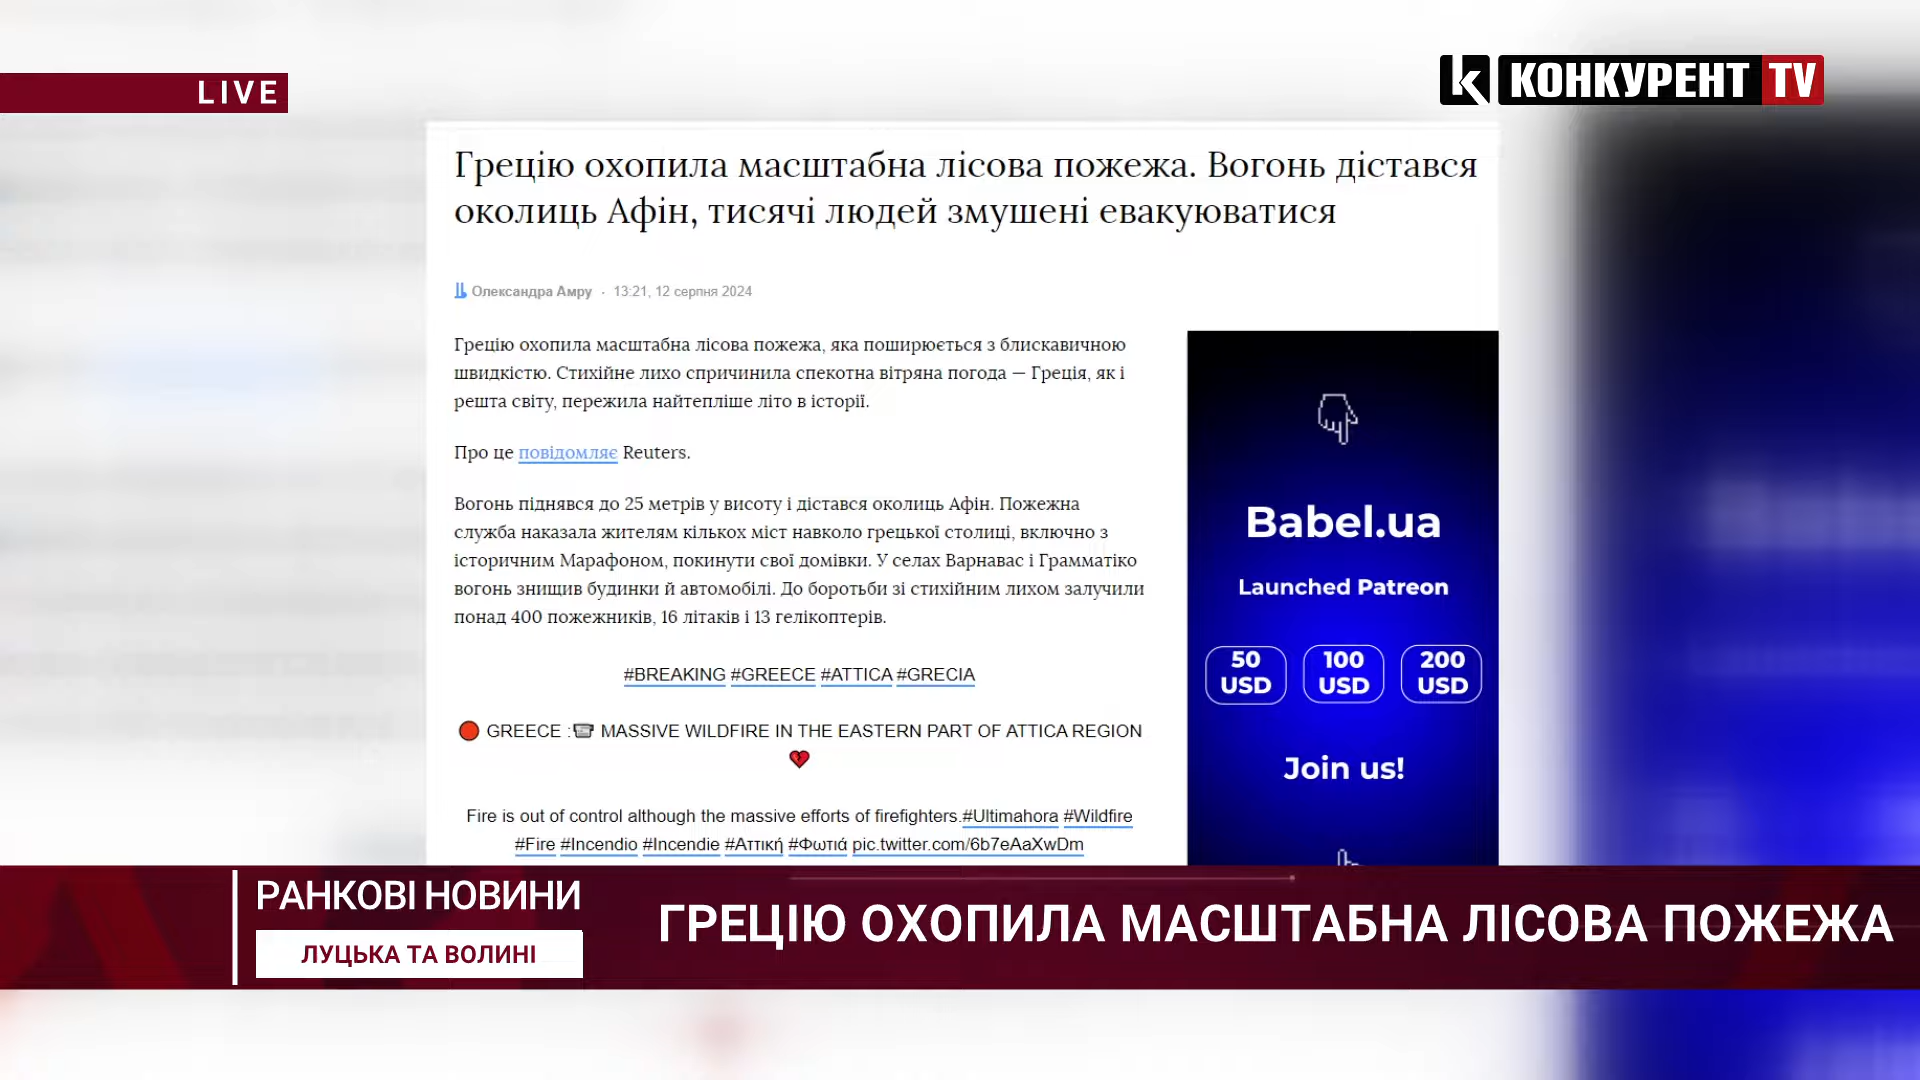 LIVE
КОНКУРЕНТ TV
Грецію охопила масштабна лісова пожежа. Вогонь дістався
околиць Афін, тисячі людей змушені евакуюватися
Олександра Амру · 13:21, 12 серпня 2024
Грецію охопила масштабна лісова пожежа, яка поширюється з блискавичною
швидкістю. Стихійне лихо спричинила спекотна вітряна погода — Греція, як і
решта світу, пережила найтепліше літо в історії.
Про це повідомляє Reuters.
Вогонь піднявся до 25 метрів у висоту і дістався околиць Афін. Пожежна
служба наказала жителям кількох міст навколо грецької столиці, включно з
історичним Марафоном, покинути свої домівки. У селах Варнавас і Грамматіко
вогонь знищив будинки й автомобілі. До боротьби зі стихійним лихом залучили
понад 400 пожежників, 16 літаків і 13 гелікоптерів.
#BREAKING #GREECE #ATTICA #GRECIA
🔴 GREECE : MASSIVE WILDFIRE IN THE EASTERN PART OF ATTICA REGION
💔
Fire is out of control although the massive efforts of firefighters.#Ultimahora #Wildfire
#Fire #Incendio #Incendie #Αττική #Φωτιά pic.twitter.com/6b7eAaXwDm
Babel.ua
Launched Patreon
50 USD
100 USD
200 USD
Join us!
РАНКОВІ НОВИНИ
ЛУЦЬКА ТА ВОЛИНІ
ГРЕЦІЮ ОХОПИЛА МАСШТАБНА ЛІСОВА ПОЖЕЖА